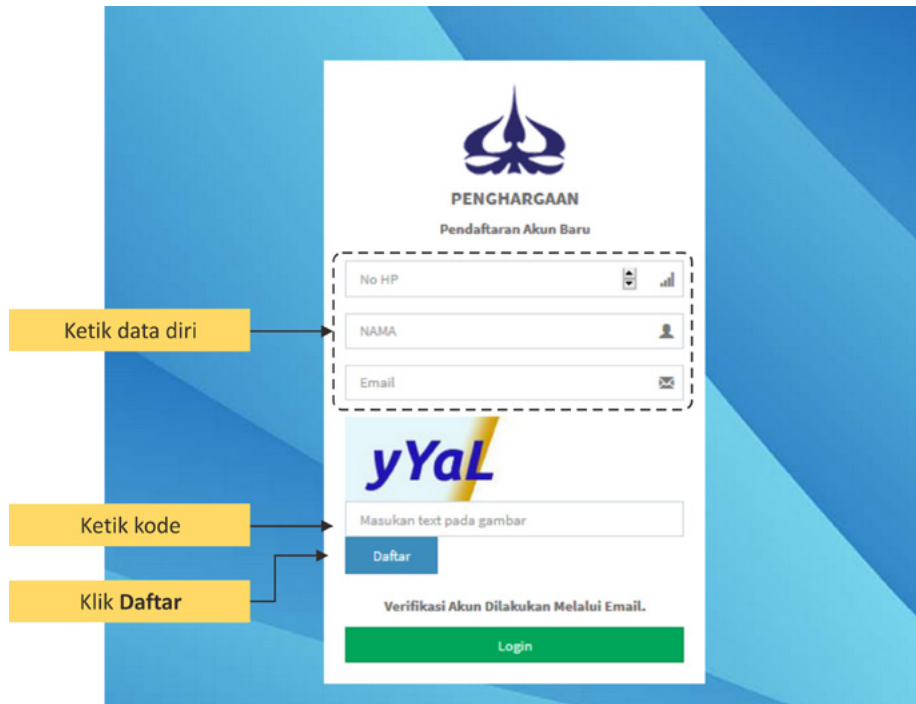 PENGHARGAAN
Pendaftaran Akun Baru
No HP
Ketik data diri
NAMA
Email
yYaL
Ketik kode
Masukan text pada gambar
Daftar
Klik Daftar
Verifikasi Akun Dilakukan Melalui Email.
Login